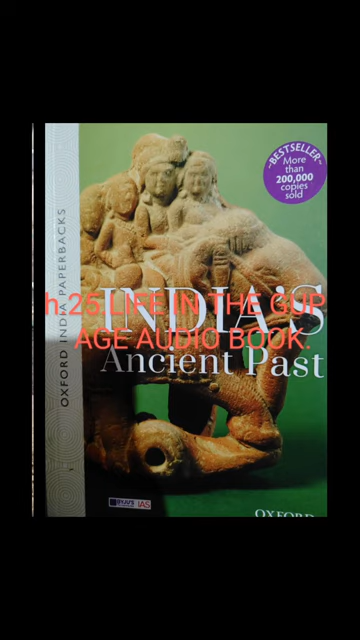 BESTSELLER
More
than
200,000
copies
sold
OXFORD INDIA PAPERBACKS
h.25.LIFE IN THE GUP
INDIA'S
AGE AUDIO BOOK.
Ancient Past
IAS
OXFORD